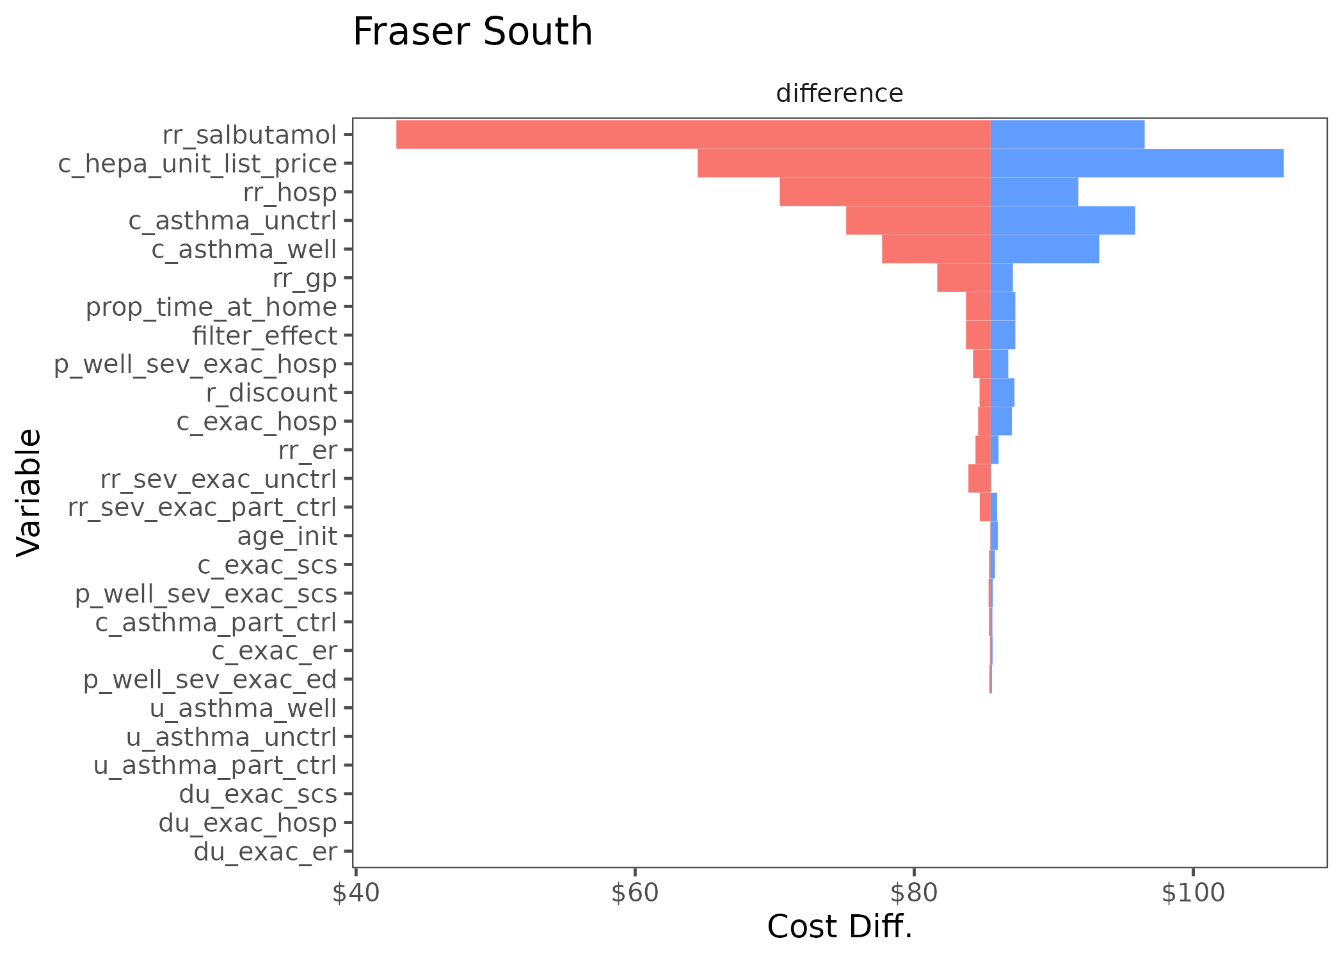 Fraser South
difference
rr_salbutamol
c_hepa_unit_list_price
rr_hosp
c_asthma_unctrl
c_asthma_well
rr_gp
prop_time_at_home
filter_effect
p_well_sev_exac_hosp
r_discount
c_exac_hosp
rr_er
rr_sev_exac_unctrl
rr_sev_exac_part_ctrl
age_init
c_exac_scs
p_well_sev_exac_scs
c_asthma_part_ctrl
c_exac_er
p_well_sev_exac_ed
u_asthma_well
u_asthma_unctrl
u_asthma_part_ctrl
du_exac_scs
du_exac_hosp
du_exac_er
Variable
$40 $60 $80 $100
Cost Diff.